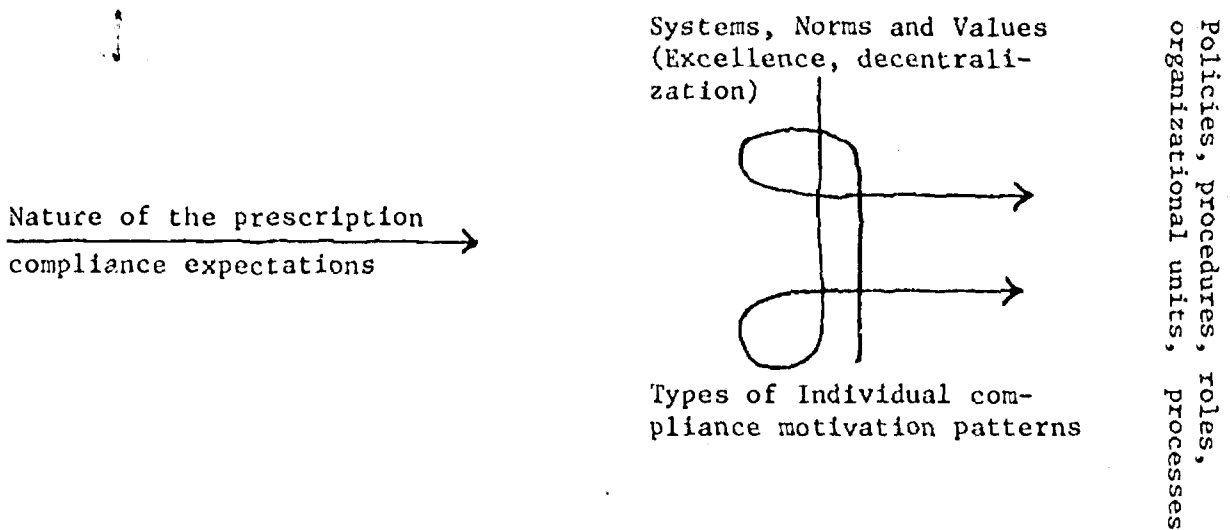 Systems, Norms and Values
(Excellence, decentrali-
zation)
Nature of the prescription
compliance expectations
Types of Individual com-
pliance motivation patterns
Policies, procedures, roles,
organizational units, processes